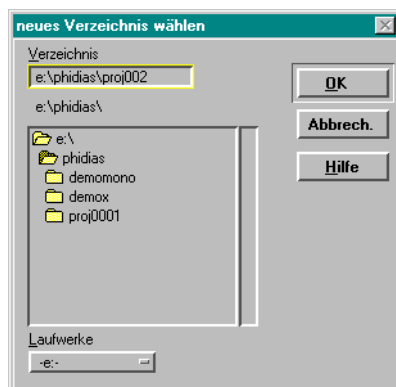 neues Verzeichnis wählen
Verzeichnis
e:\phidias\proj002
OK
e:\phidias\
Abbrech.
e:\
phidias
Hilfe
demomono
demox
proj0001
Laufwerke
-e:-